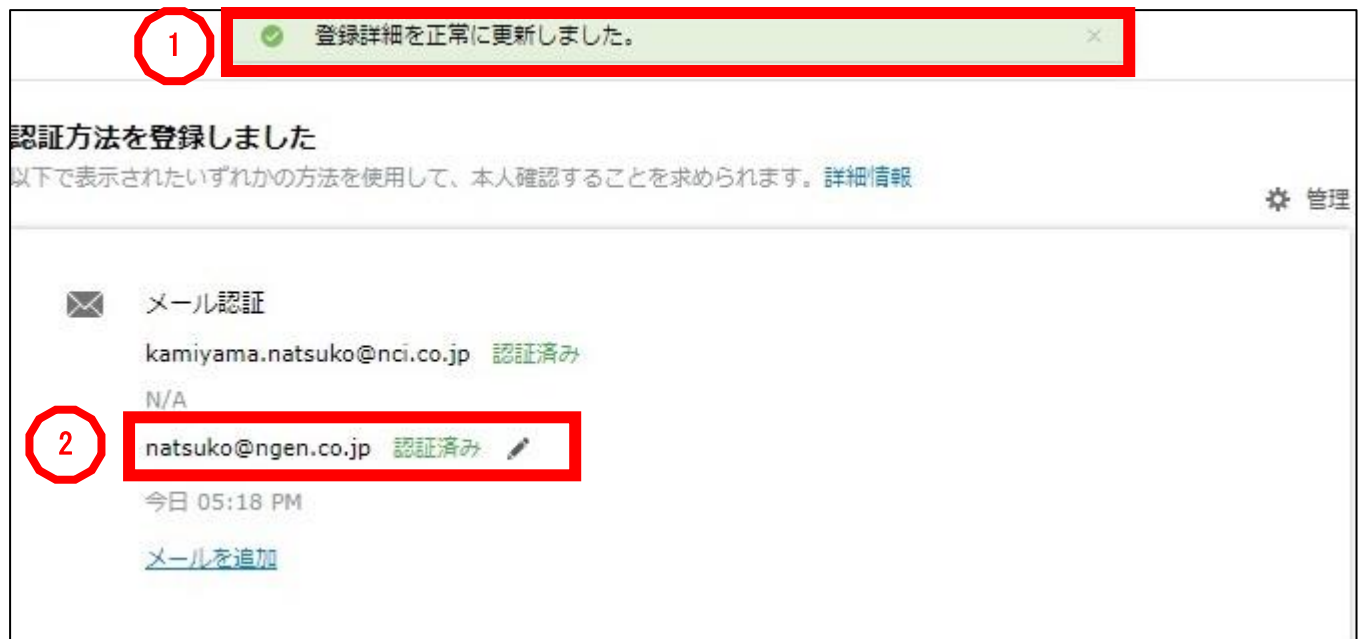 1
登録詳細を正常に更新しました。
認証方法を登録しました
以下で表示されたいずれかの方法を使用して、本人確認することを求められます。詳細情報
管理
メール認証
kamiyama.natsuko@nci.co.jp 認証済み
N/A
2
natsuko@ngen.co.jp 認証済み
今日 05:18 PM
メールを追加